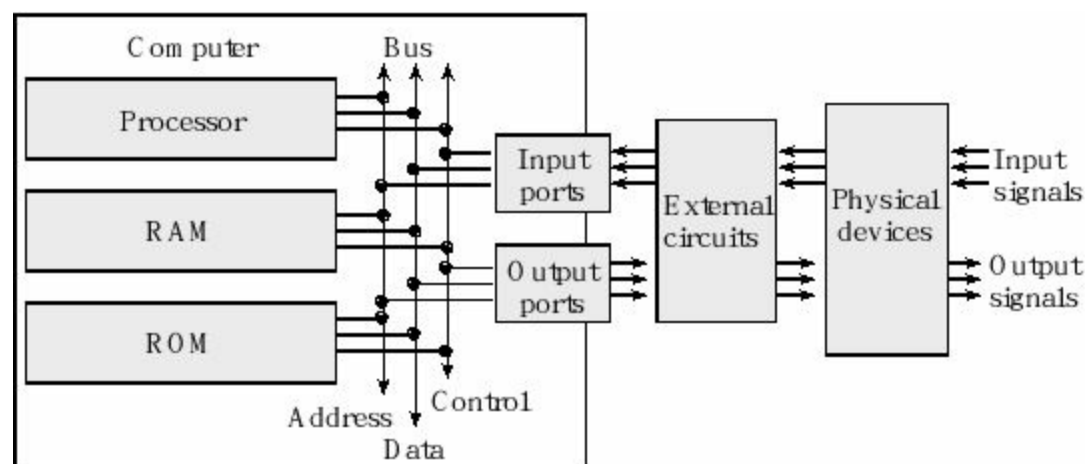 Computer
Bus
Processor
RAM
ROM
Address
Data
Control
Input
ports
Output
ports
External
circuits
Physical
devices
Input
signals
Output
signals